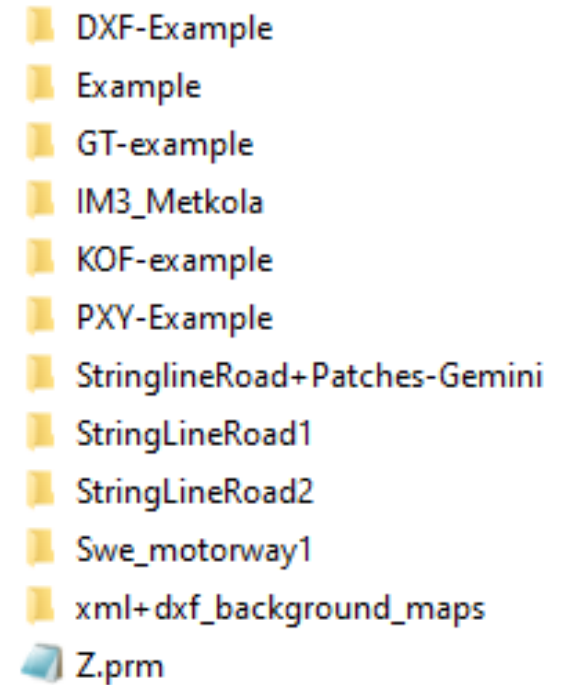 DXF-Example
Example
GT-example
IM3_Metkola
KOF-example
PXY-Example
StringlineRoad+Patches-Gemini
StringLineRoad1
StringLineRoad2
Swe_motorway1
xml+dxf_background_maps
Z.prm